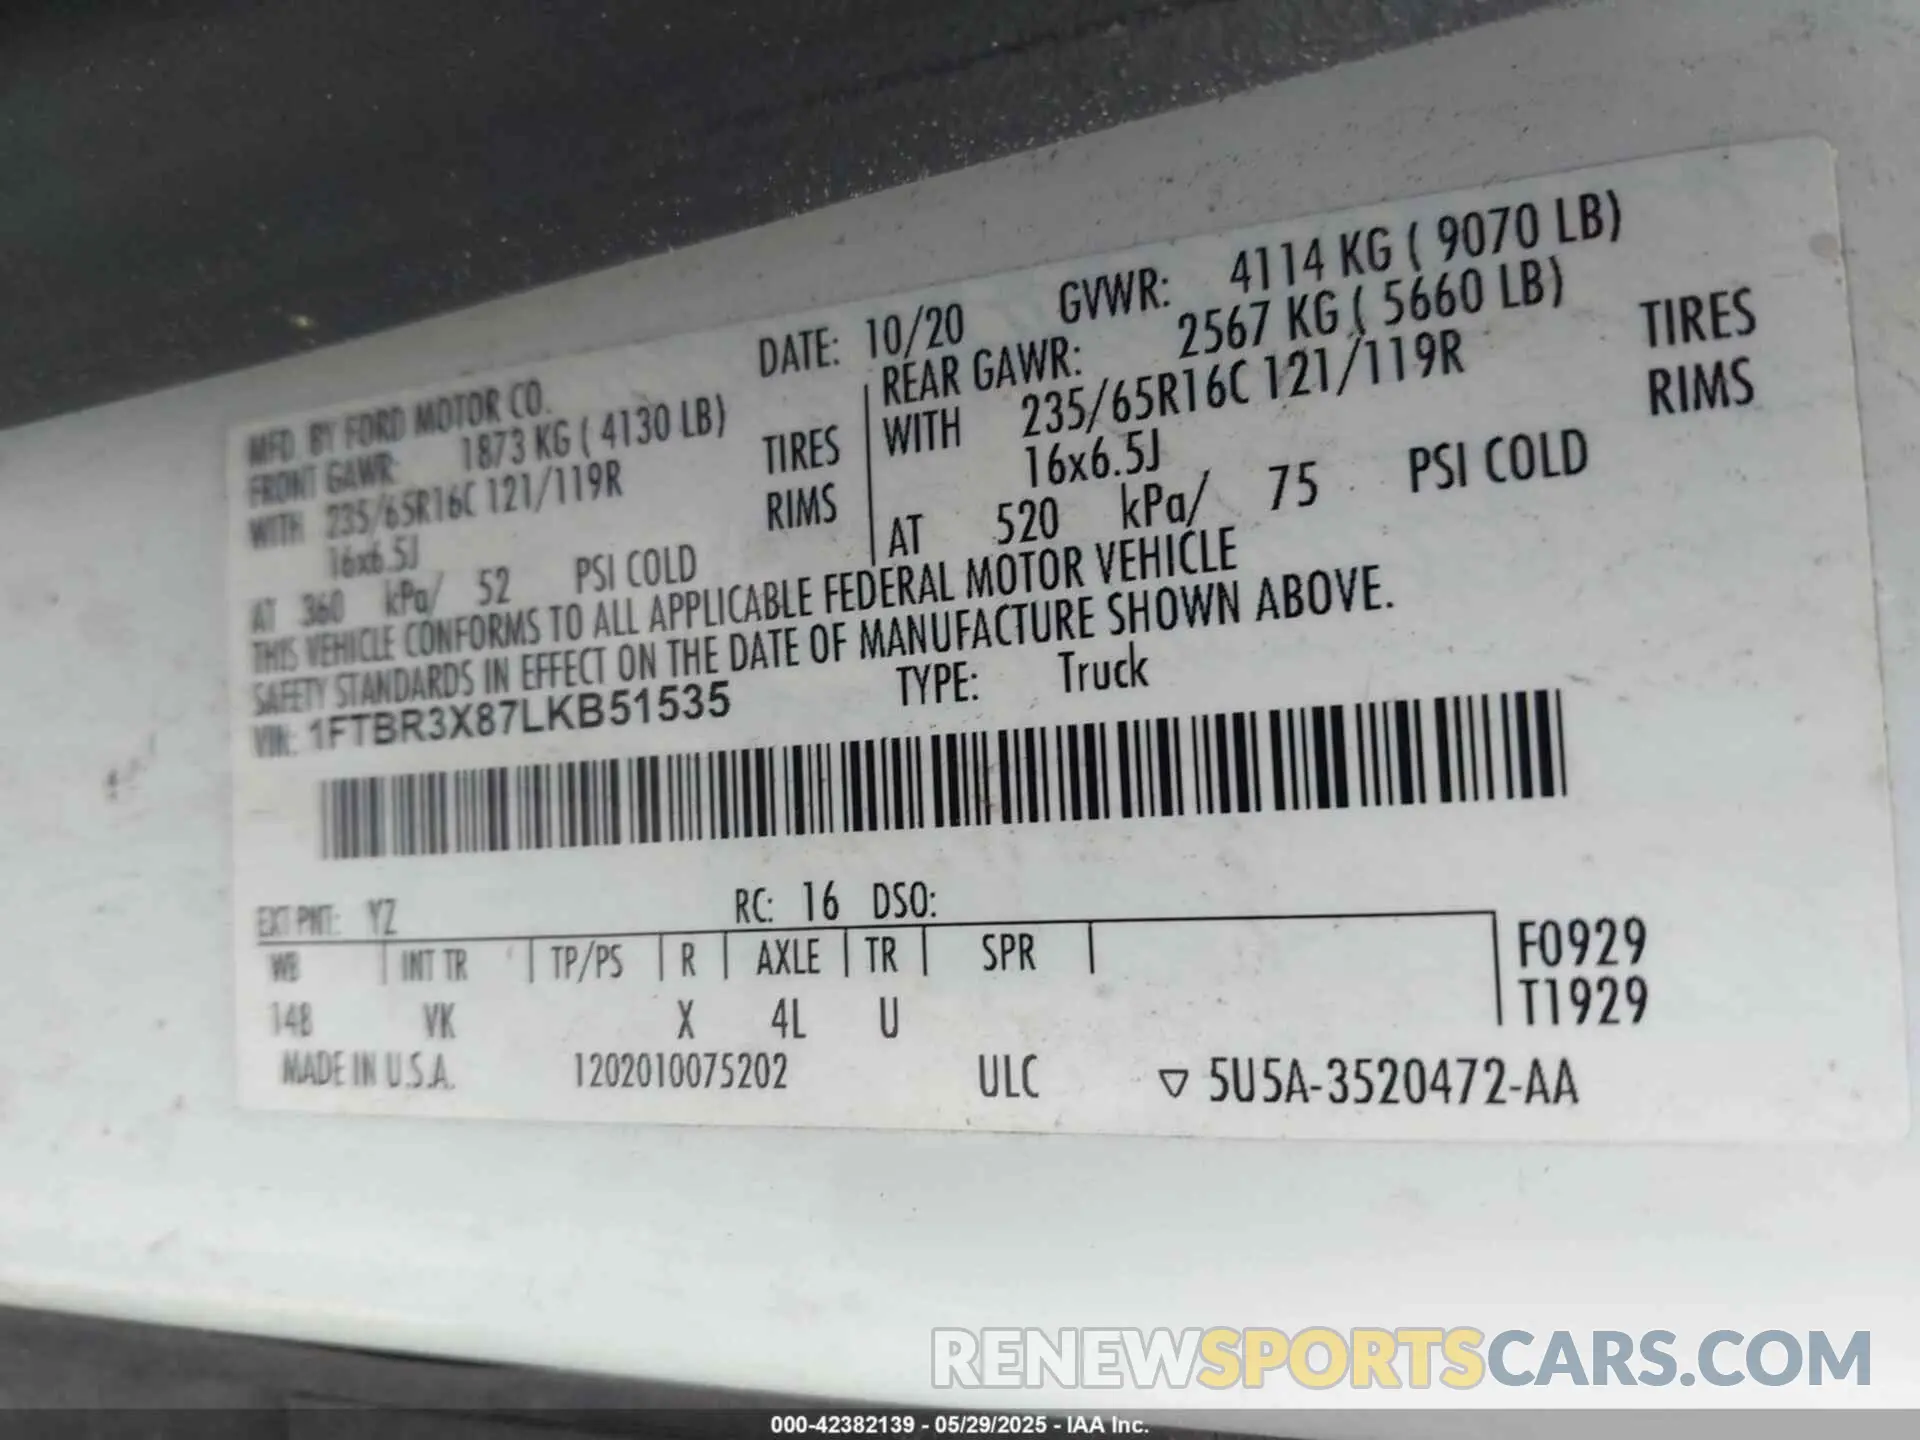 MFD. BY FORD MOTOR CO. DATE: 10/20 GVWR: 4114 KG ( 9070 LB)
FRONT GAWR: 1873 KG ( 4130 LB) REAR GAWR: 2567 KG ( 5660 LB)
WITH 235/65R16C 121/119R TIRES WITH 235/65R16C 121/119R TIRES
16x6.5J RIMS 16x6.5J RIMS
AT 360 kPa/ 52 PSI COLD AT 520 kPa/ 75 PSI COLD
THIS VEHICLE CONFORMS TO ALL APPLICABLE FEDERAL MOTOR VEHICLE
SAFETY STANDARDS IN EFFECT ON THE DATE OF MANUFACTURE SHOWN ABOVE.
VIN: 1FTBR3X87LKB51535 TYPE: Truck
EXT PNT: YZ RC: 16 DSO:
WB INT TR TP/PS R AXLE TR SPR F0929
148 VK X 4L U T1929
MADE IN U.S.A. 1202010075202 ULC ▽ 5U5A-3520472-AA
RENEWSPORTSCARS.COM
000-42382139 - 05/29/2025 - IAA Inc.